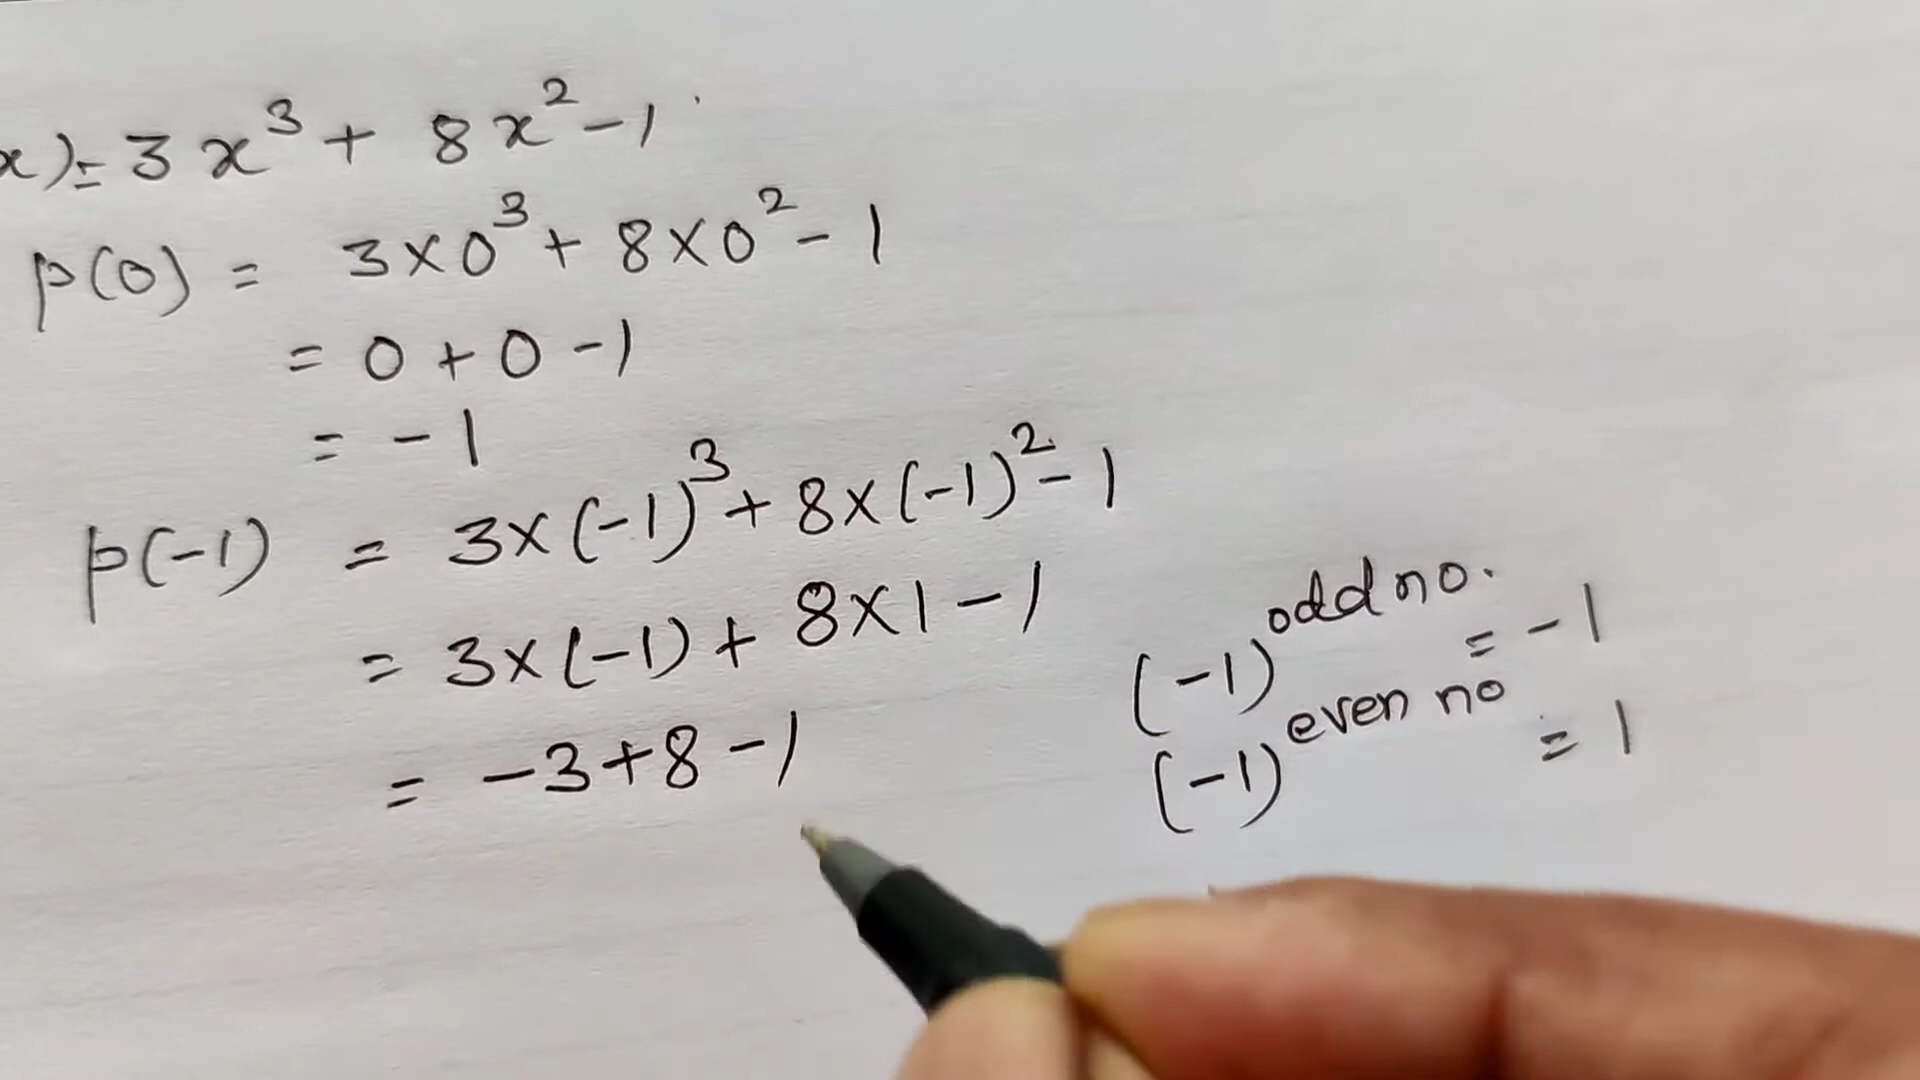 x) = 3x³ + 8x² - 1
p(0) = 3×0³ + 8×0² - 1
= 0 + 0 - 1
= -1
p(-1) = 3×(-1)³ + 8×(-1)² - 1
= 3×(-1) + 8×1 - 1
= -3+8-1
(-1)^odd no. = -1
(-1)^even no = 1